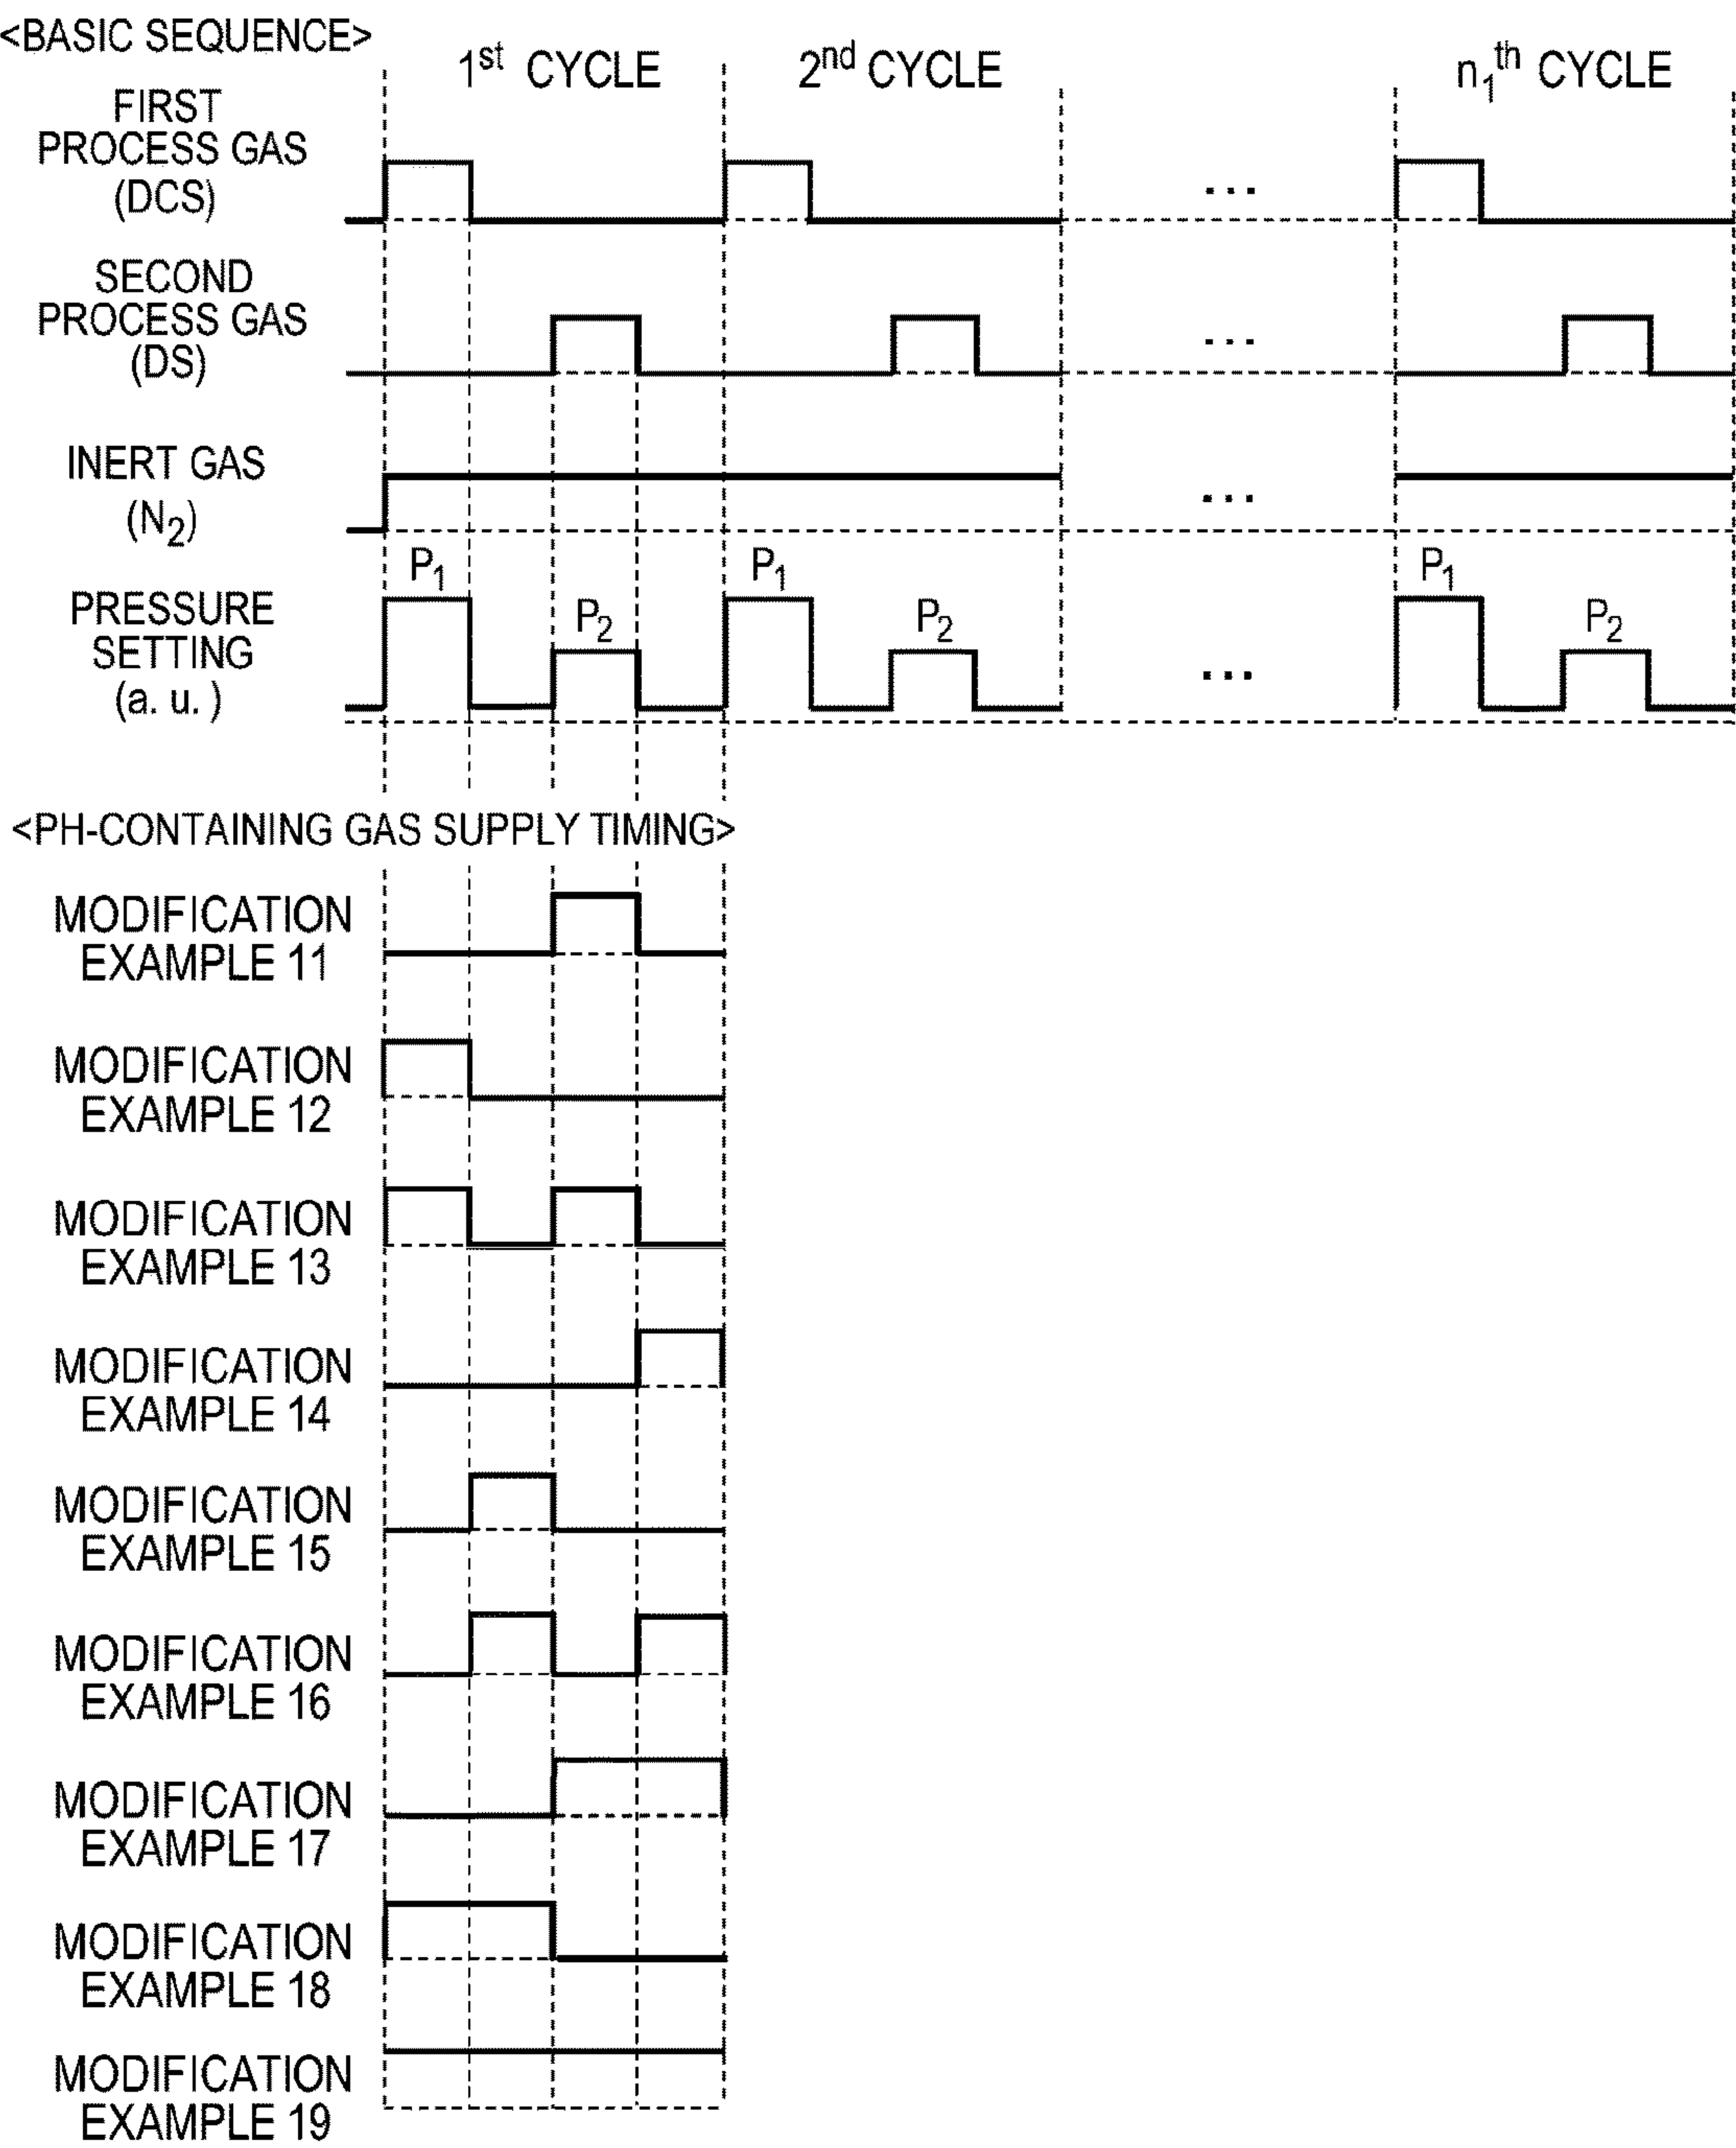 <BASIC SEQUENCE>
1st CYCLE
2nd CYCLE
n1th CYCLE
FIRST
PROCESS GAS
(DCS)
...
SECOND
PROCESS GAS
(DS)
...
INERT GAS
(N2)
...
P1
P1
P1
PRESSURE
SETTING
(a. u.)
P2
P2
P2
...
<PH-CONTAINING GAS SUPPLY TIMING>
MODIFICATION
EXAMPLE 11
MODIFICATION
EXAMPLE 12
MODIFICATION
EXAMPLE 13
MODIFICATION
EXAMPLE 14
MODIFICATION
EXAMPLE 15
MODIFICATION
EXAMPLE 16
MODIFICATION
EXAMPLE 17
MODIFICATION
EXAMPLE 18
MODIFICATION
EXAMPLE 19